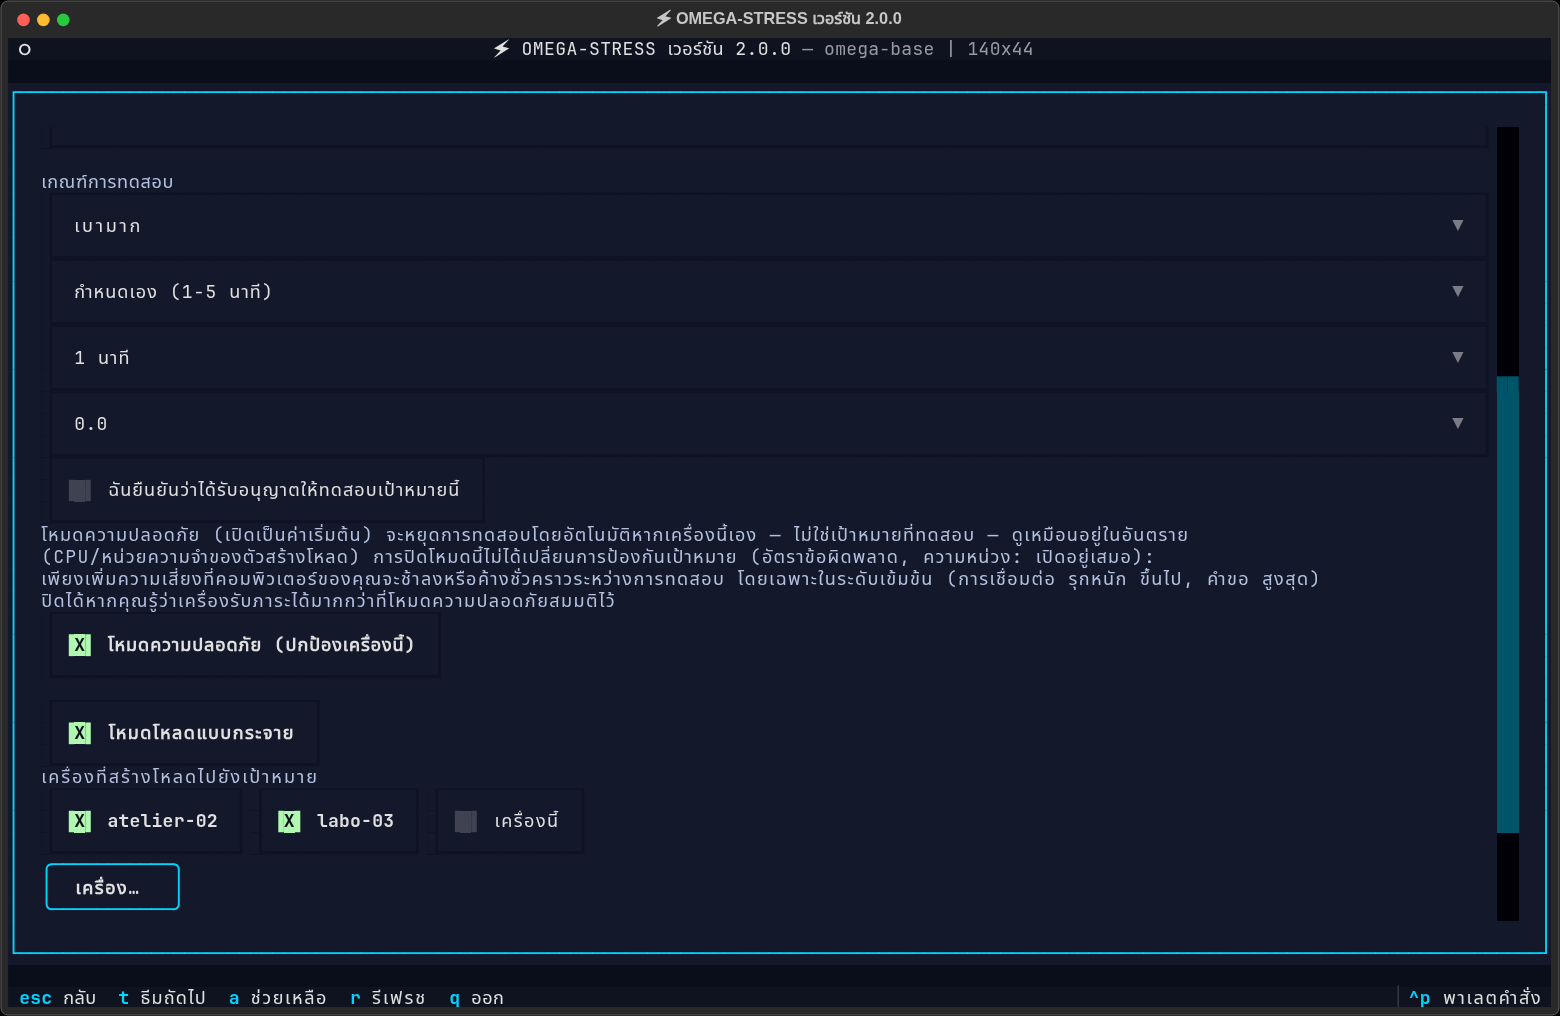 ⚡ OMEGA-STRESS เวอร์ชัน 2.0.0
⚡ OMEGA-STRESS เวอร์ชัน 2.0.0 — omega-base | 140x44
เกณฑ์การทดสอบ
เบามาก ▼
กำหนดเอง (1-5 นาที) ▼
1 นาที ▼
0.0 ▼
ฉันยืนยันว่าได้รับอนุญาตให้ทดสอบเป้าหมายนี้
โหมดความปลอดภัย (เปิดเป็นค่าเริ่มต้น) จะหยุดการทดสอบโดยอัตโนมัติหากเครื่องนี้เอง — ไม่ใช่เป้าหมายที่ทดสอบ — ดูเหมือนอยู่ในอันตราย
(CPU/หน่วยความจำของตัวสร้างโหลด) การปิดโหมดนี้ไม่ได้เปลี่ยนการป้องกันเป้าหมาย (อัตราข้อผิดพลาด, ความหน่วง: เปิดอยู่เสมอ):
เพียงเพิ่มความเสี่ยงที่คอมพิวเตอร์ของคุณจะช้าลงหรือค้างชั่วคราวระหว่างการทดสอบ โดยเฉพาะในระดับเข้มข้น (การเชื่อมต่อ รุกหนัก ขึ้นไป, คำขอ สูงสุด)
ปิดได้หากคุณรู้ว่าเครื่องรับภาระได้มากกว่าที่โหมดความปลอดภัยสมมติไว้
X โหมดความปลอดภัย (ปกป้องเครื่องนี้)
X โหมดโหลดแบบกระจาย
เครื่องที่สร้างโหลดไปยังเป้าหมาย
X atelier-02 X labo-03 เครื่องนี้
เครื่อง…
esc กลับ t ธีมถัดไป a ช่วยเหลือ r รีเฟรช q ออก ^p พาเลตคำสั่ง